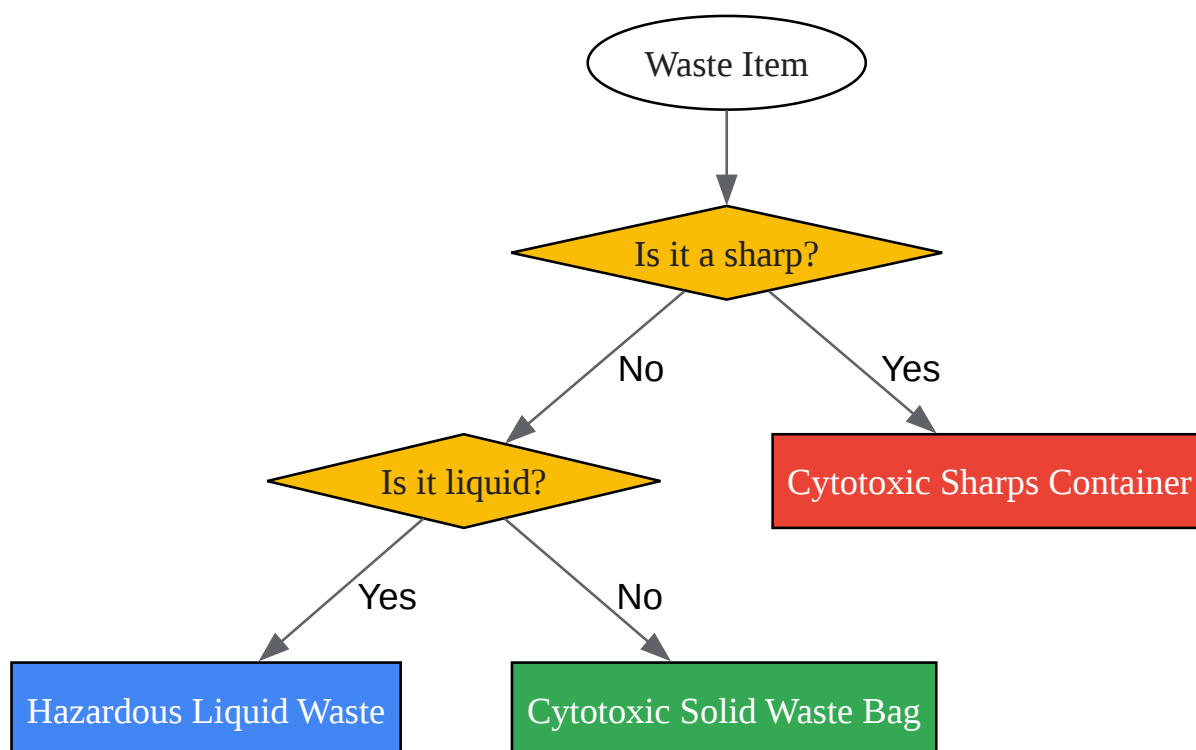 Waste Item
Is it a sharp?
No
Yes
Is it liquid?
Cytotoxic Sharps Container
Yes
No
Hazardous Liquid Waste
Cytotoxic Solid Waste Bag